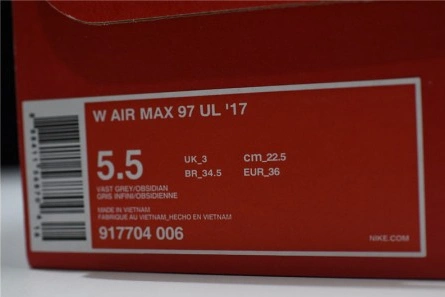 W AIR MAX 97 UL '17
5.5
UK_3
cm_22.5
BR_34.5
EUR_36
VAST GREY/OBSIDIAN
GRIS INFINI/OBSIDIENNE
MADE IN VIETNAM
FABRIQUE AU VIETNAM_HECHO EN VIETNAM
917704 006
NIKE.COM